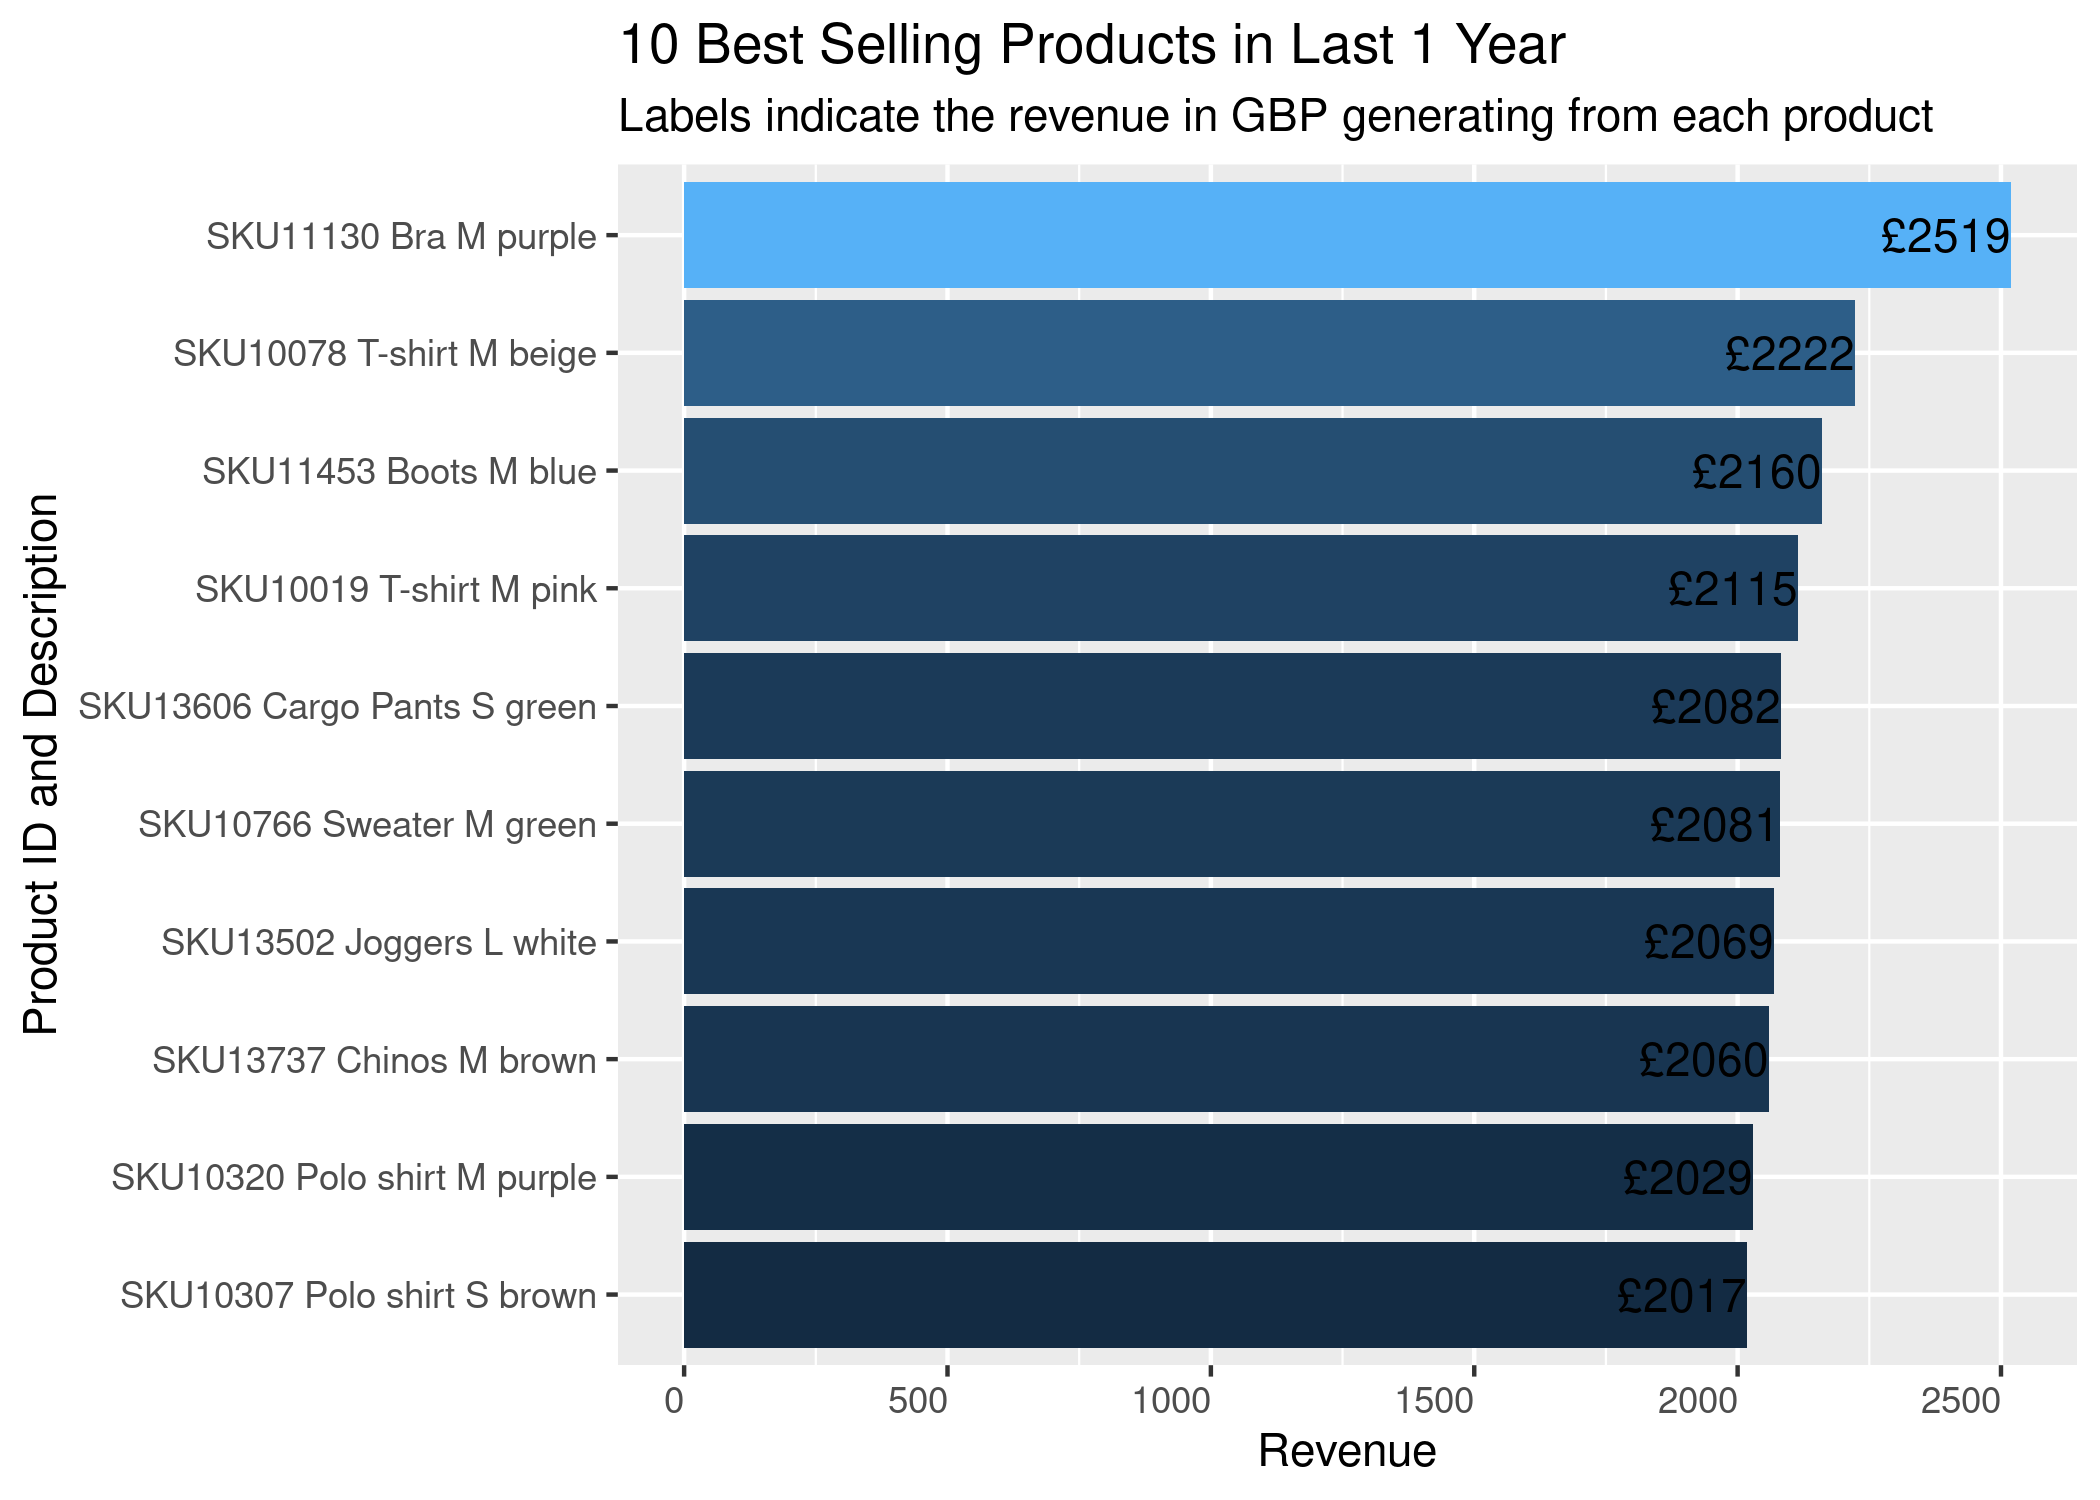 10 Best Selling Products in Last 1 Year
Labels indicate the revenue in GBP generating from each product
Product ID and Description
SKU11130 Bra M purple
£2519
SKU10078 T-shirt M beige
£2222
SKU11453 Boots M blue
£2160
SKU10019 T-shirt M pink
£2115
SKU13606 Cargo Pants S green
£2082
SKU10766 Sweater M green
£2081
SKU13502 Joggers L white
£2069
SKU13737 Chinos M brown
£2060
SKU10320 Polo shirt M purple
£2029
SKU10307 Polo shirt S brown
£2017
0 500 1000 1500 2000 2500
Revenue